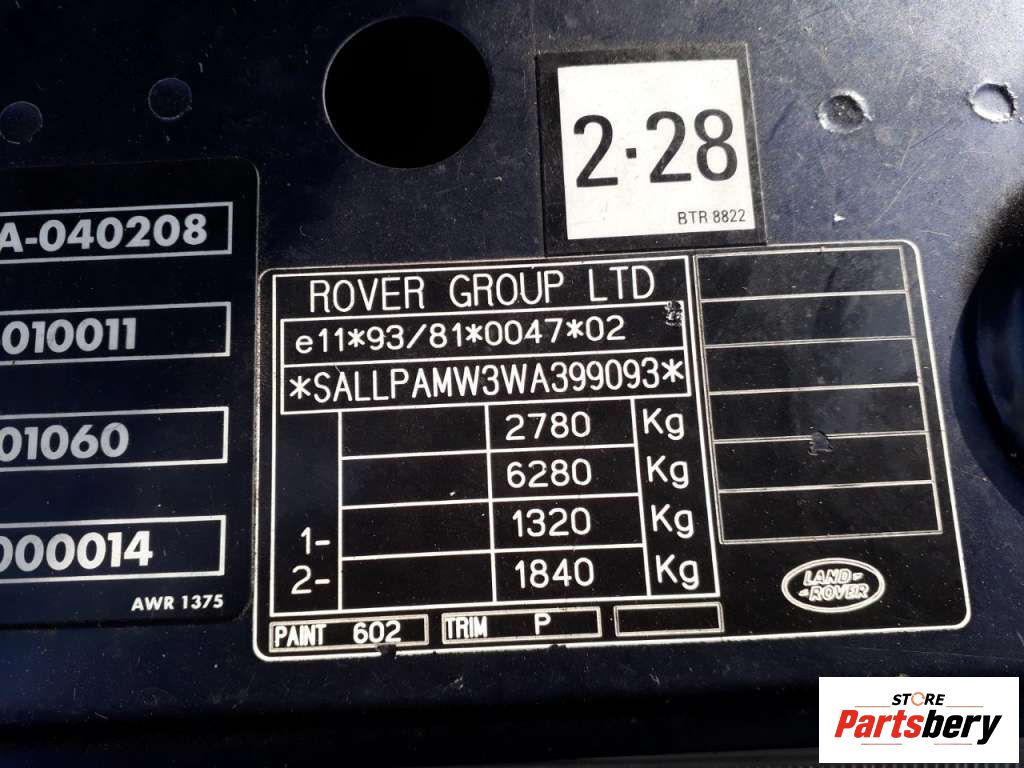 2·28
BTR 8822
A-040208
010011
01060
000014
AWR 1375
ROVER GROUP LTD
e11*93/81*0047*02
*SALLPAMW3WA399093*
2780 Kg
6280 Kg
1- 1320 Kg
2- 1840 Kg
PAINT 602 TRIM P
LAND ROVER
STORE
Partsbery